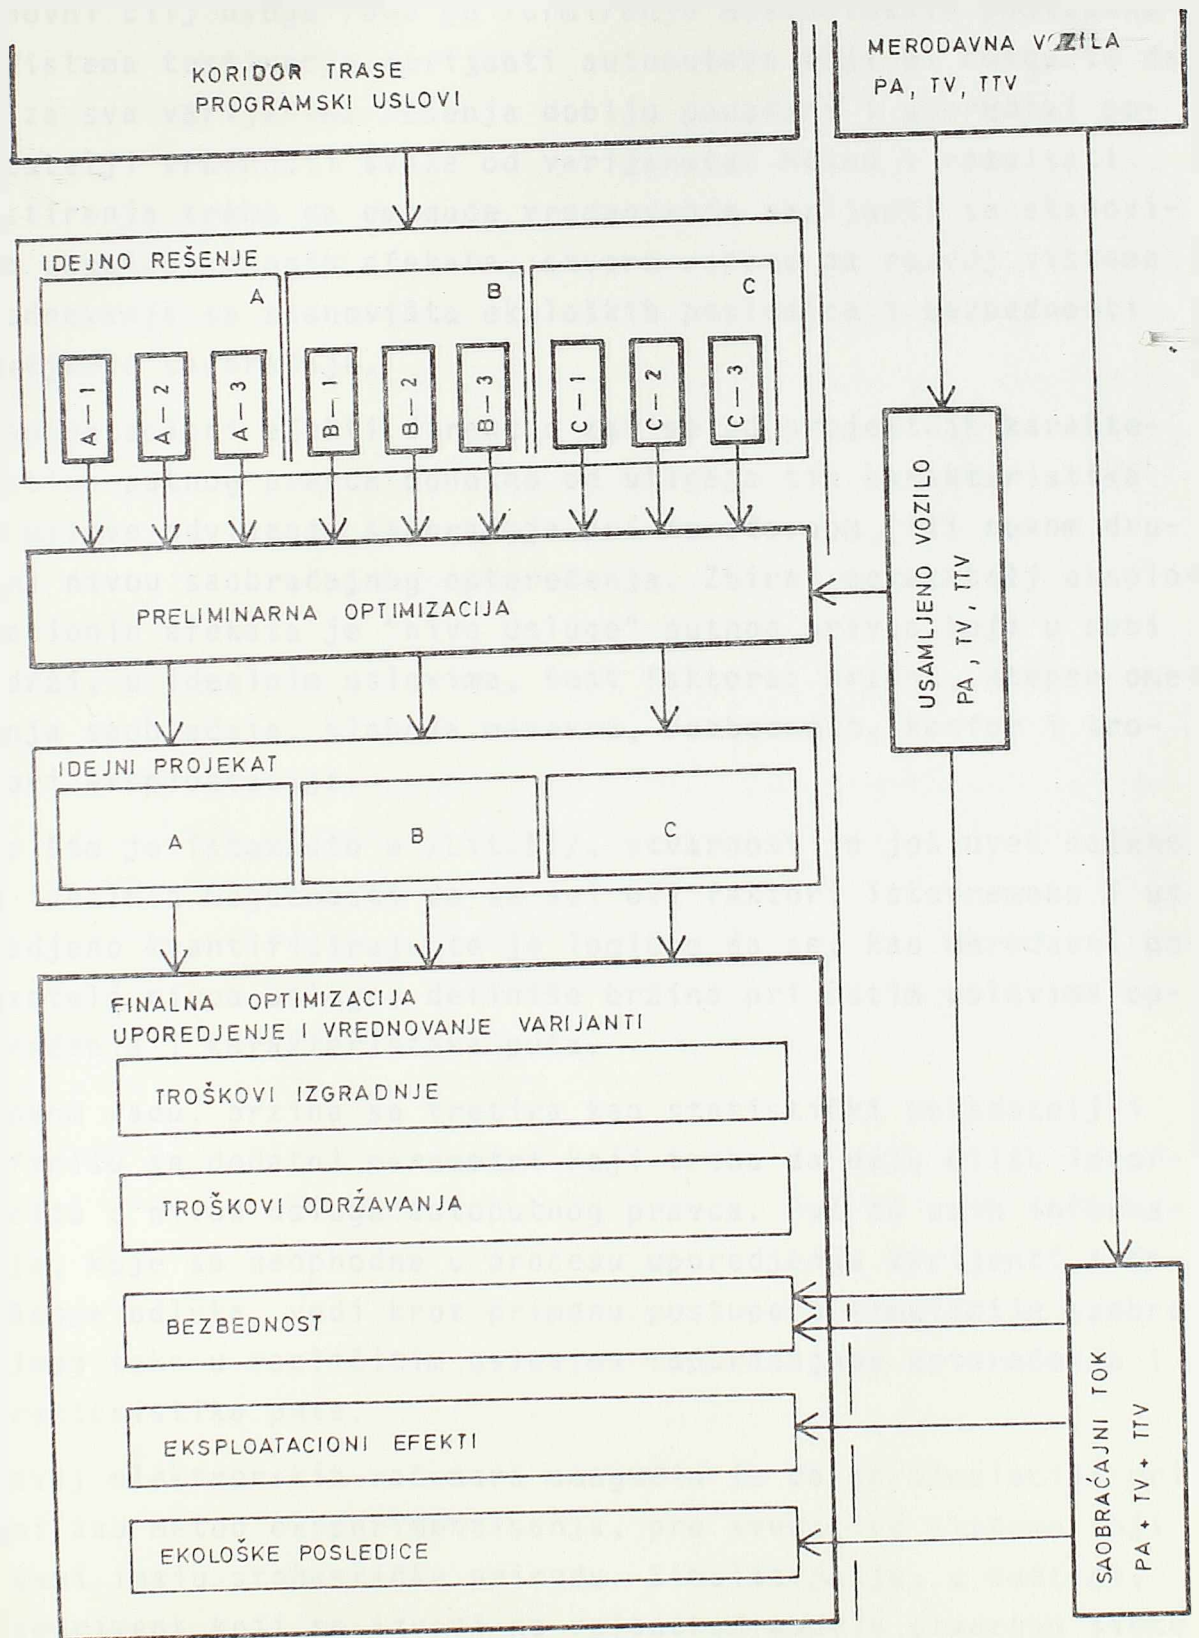 KORIDOR TRASE
PROGRAMSKI USLOVI
MERODAVNA VOZILA
PA, TV, TTV
IDEJNO REŠENJE
A
B
C
A-1
A-2
A-3
B-1
B-2
B-3
C-1
C-2
C-3
PRELIMINARNA OPTIMIZACIJA
USAMLJENO VOZILO
PA, TV, TTV
IDEJNI PROJEKAT
A
B
C
FINALNA OPTIMIZACIJA
UPOREDJENJE I VREDNOVANJE VARIJANTI
TROŠKOVI IZGRADNJE
TROŠKOVI ODRŽAVANJA
BEZBEDNOST
EKSPLOATACIONI EFEKTI
EKOLOŠKE POSLEDICE
SAOBRAĆAJNI TOK
PA + TV + TTV